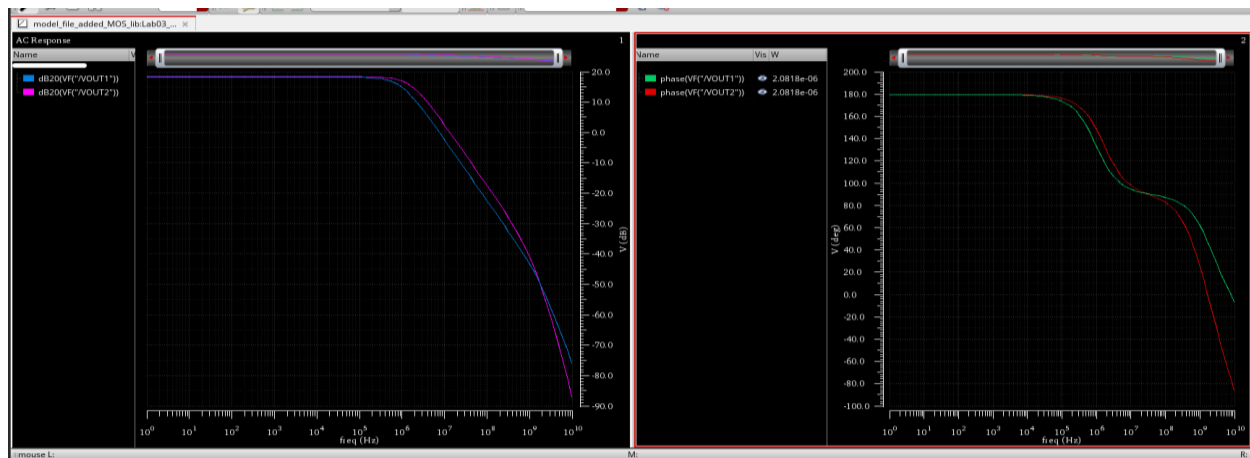 model_file_added_MOS_lib:Lab03_... ×
AC Response 1
Name V
dB20(VF("/VOUT1"))
dB20(VF("/VOUT2"))
20.0
10.0
0.0
-10.0
-20.0
-30.0
-40.0
-50.0
-60.0
-70.0
-80.0
-90.0
V (dB)
10⁰ 10¹ 10² 10³ 10⁴ 10⁵ 10⁶ 10⁷ 10⁸ 10⁹ 10¹⁰
freq (Hz)
2
Name Vis W
phase(VF("/VOUT1")) 2.0818e-06
phase(VF("/VOUT2")) 2.0818e-06
200.0
180.0
160.0
140.0
120.0
100.0
80.0
60.0
40.0
20.0
0.0
-20.0
-40.0
-60.0
-80.0
-100.0
V (deg)
10⁰ 10¹ 10² 10³ 10⁴ 10⁵ 10⁶ 10⁷ 10⁸ 10⁹ 10¹⁰
freq (Hz)
mouse L: M: R: